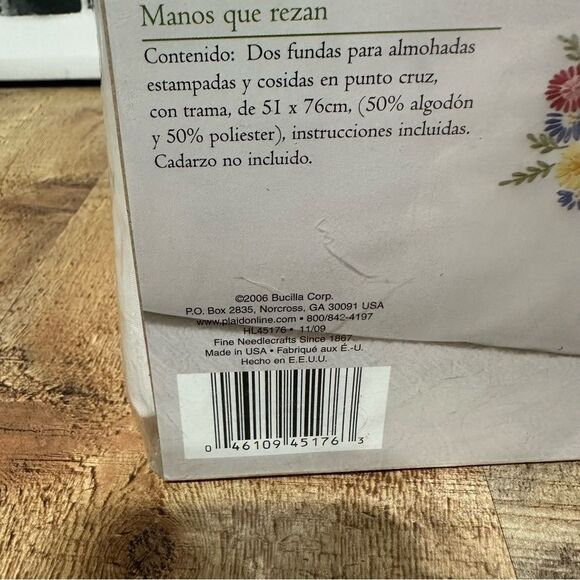 Manos que rezan
Contenido: Dos fundas para almohadas
estampadas y cosidas en punto cruz,
con trama, de 51 x 76cm, (50% algodón
y 50% poliester), instrucciones incluidas.
Cadarzo no incluido.
©2006 Bucilla Corp.
P.O. Box 2835, Norcross, GA 30091 USA
www.plaidonline.com • 800/842-4197
HL45176 • 11/09
Fine Needlecrafts Since 1867.
Made in USA • Fabriqué aux É.-U.
Hecho en E.E.U.U.
0 46109 45176 3